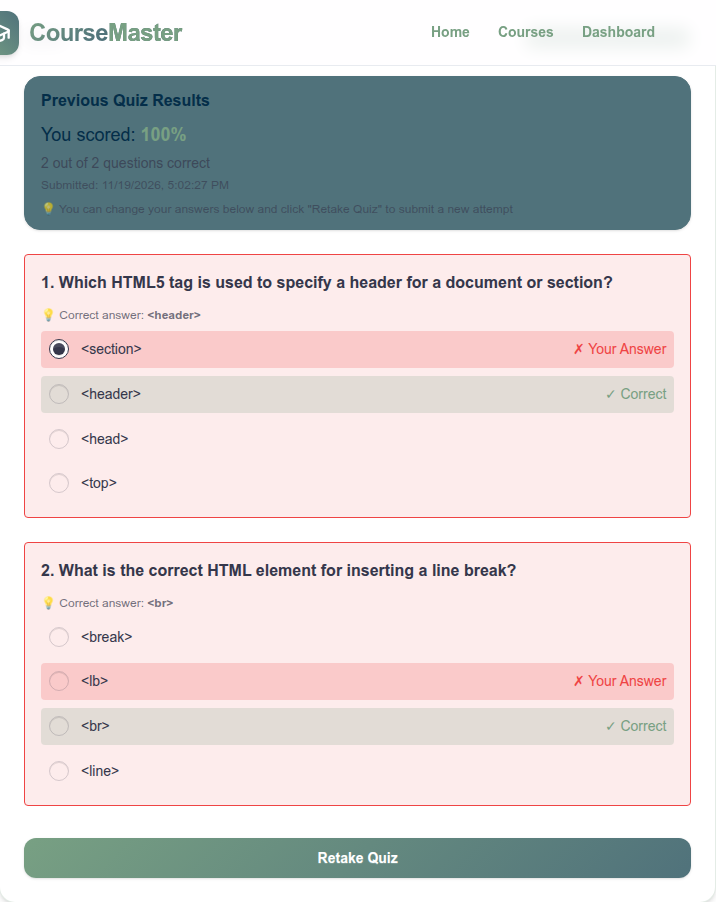 CourseMaster
Home Courses Dashboard
Previous Quiz Results
You scored: 100%
2 out of 2 questions correct
Submitted: 11/19/2026, 5:02:27 PM
💡 You can change your answers below and click "Retake Quiz" to submit a new attempt
1. Which HTML5 tag is used to specify a header for a document or section?
💡 Correct answer: <header>
<section> ✗ Your Answer
<header> ✓ Correct
<head>
<top>
2. What is the correct HTML element for inserting a line break?
💡 Correct answer: <br>
<break>
<lb> ✗ Your Answer
<br> ✓ Correct
<line>
Retake Quiz